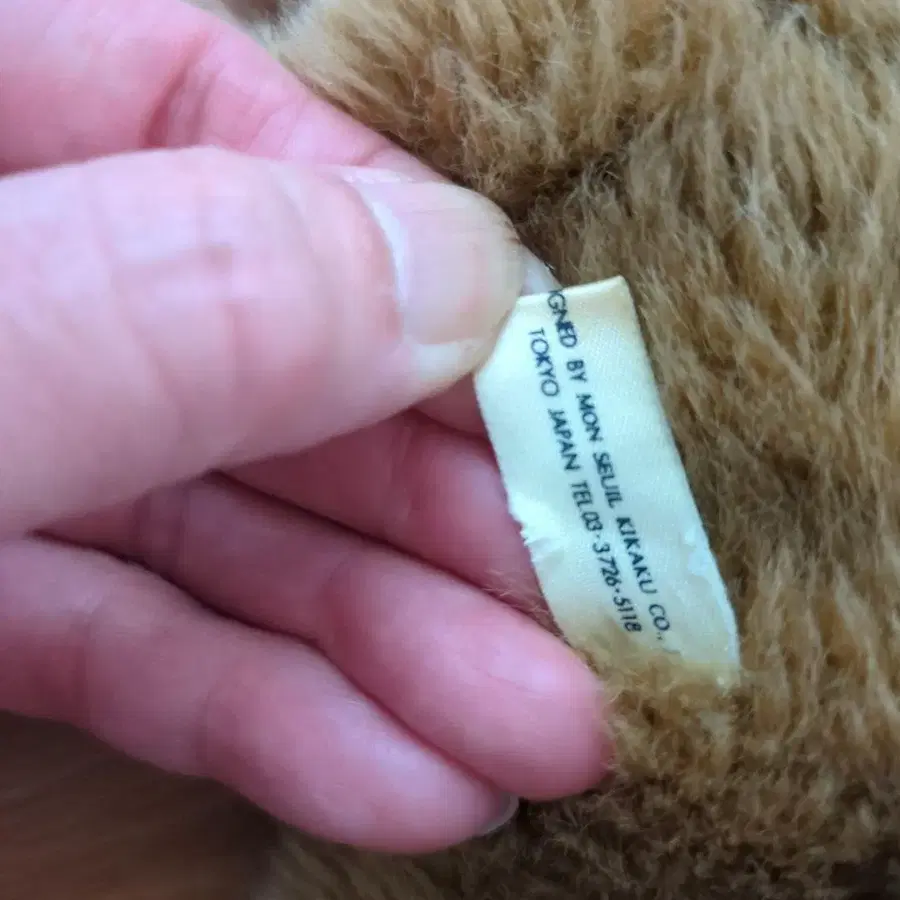 GNED BY MON SEUIL KIKAKU CO.,
TOKYO JAPAN TEL 03-3726-5118